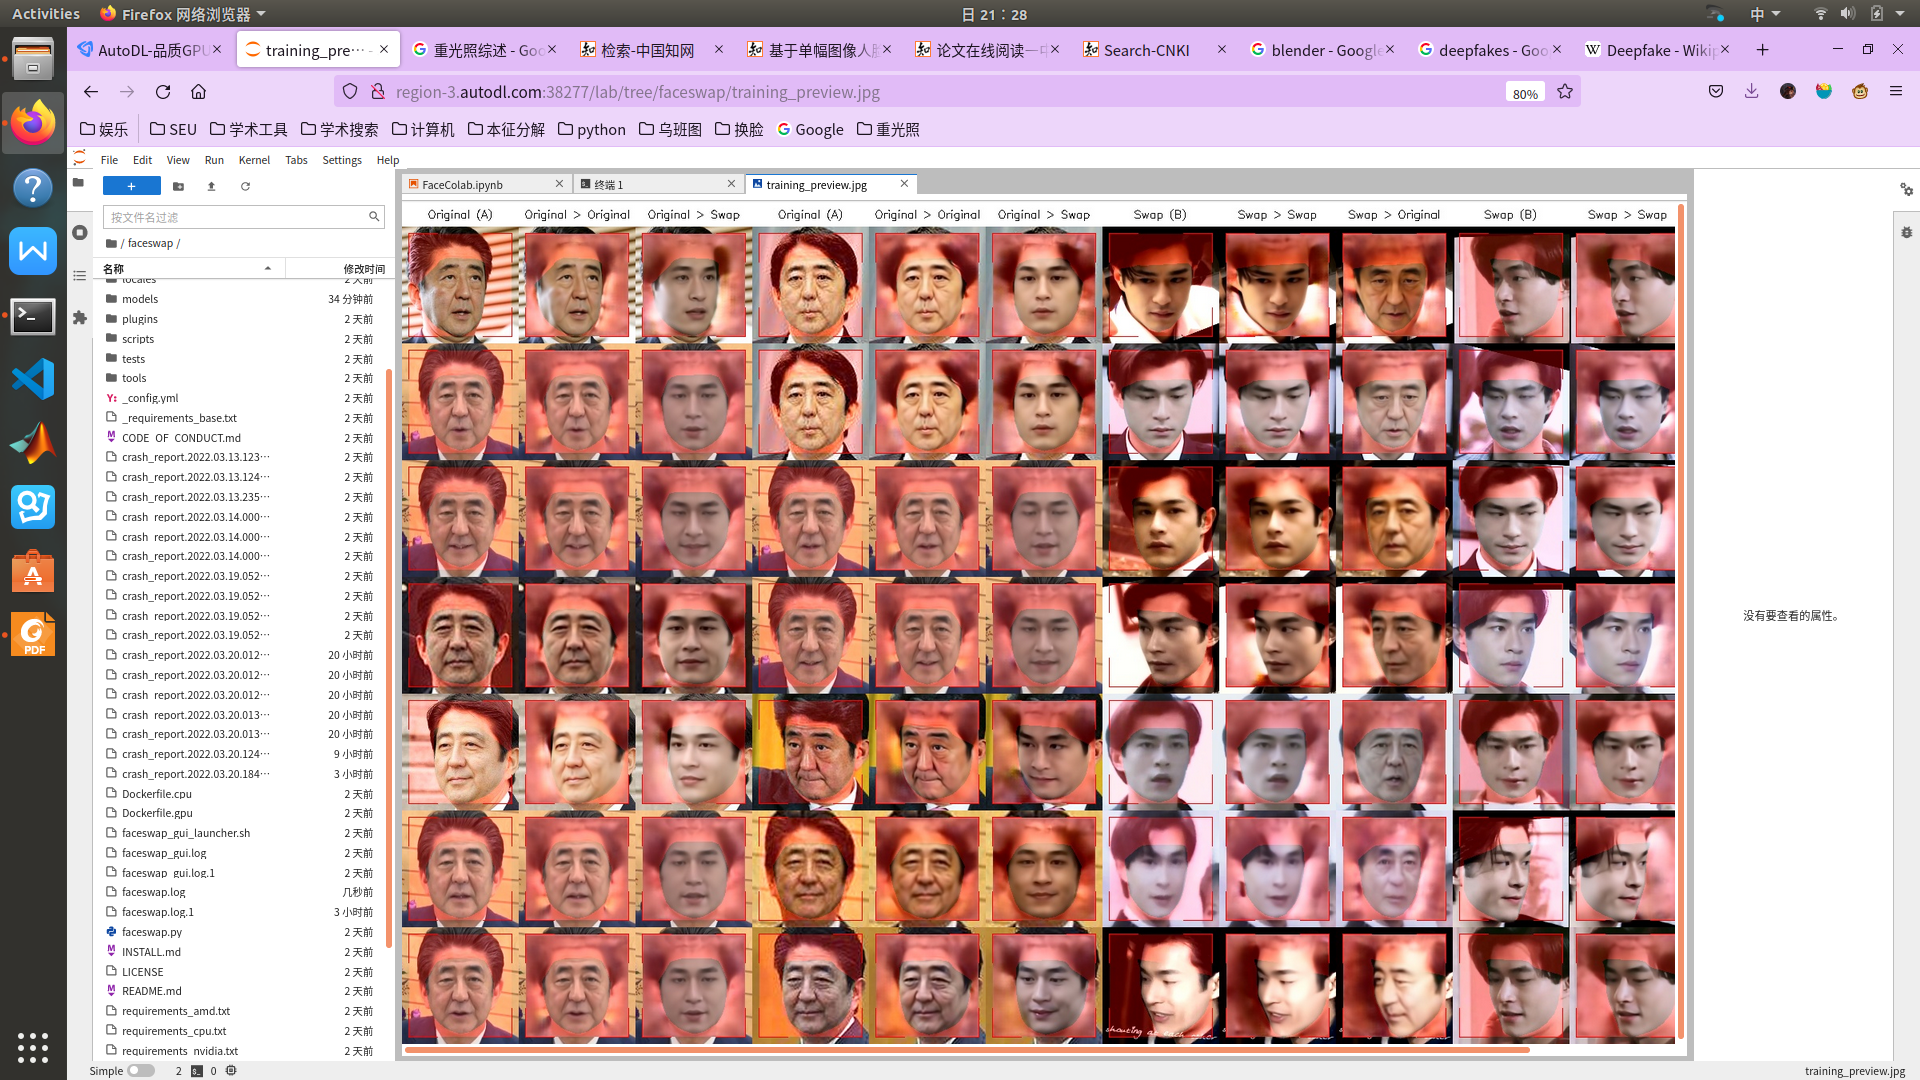 Activities
Firefox 网络浏览器
日 21：28
中
AutoDL-品质GPU
training_pre… -
重光照综述 - Goo
检索-中国知网
基于单幅图像人脸
论文在线阅读—中
Search-CNKI
blender - Google
deepfakes - Goo
Deepfake - Wikip
region-3.autodl.com:38277/lab/tree/faceswap/training_preview.jpg
80%
娱乐
SEU
学术工具
学术搜索
计算机
本征分解
python
乌班图
换脸
Google
重光照
File
Edit
View
Run
Kernel
Tabs
Settings
Help
FaceColab.ipynb
终端 1
training_preview.jpg
按文件名过滤
/ faceswap /
名称
修改时间
locales 2 天前
models 34 分钟前
plugins 2 天前
scripts 2 天前
tests 2 天前
tools 2 天前
_config.yml 2 天前
_requirements_base.txt 2 天前
CODE_OF_CONDUCT.md 2 天前
crash_report.2022.03.13.123… 2 天前
crash_report.2022.03.13.124… 2 天前
crash_report.2022.03.13.235… 2 天前
crash_report.2022.03.14.000… 2 天前
crash_report.2022.03.14.000… 2 天前
crash_report.2022.03.14.000… 2 天前
crash_report.2022.03.19.052… 2 天前
crash_report.2022.03.19.052… 2 天前
crash_report.2022.03.19.052… 2 天前
crash_report.2022.03.19.052… 2 天前
crash_report.2022.03.20.012… 20 小时前
crash_report.2022.03.20.012… 20 小时前
crash_report.2022.03.20.012… 20 小时前
crash_report.2022.03.20.013… 20 小时前
crash_report.2022.03.20.013… 20 小时前
crash_report.2022.03.20.124… 9 小时前
crash_report.2022.03.20.184… 3 小时前
Dockerfile.cpu 2 天前
Dockerfile.gpu 2 天前
faceswap_gui_launcher.sh 2 天前
faceswap_gui.log 2 天前
faceswap_gui.log.1 2 天前
faceswap.log 几秒前
faceswap.log.1 3 小时前
faceswap.py 2 天前
INSTALL.md 2 天前
LICENSE 2 天前
README.md 2 天前
requirements_amd.txt 2 天前
requirements_cpu.txt 2 天前
requirements_nvidia.txt 2 天前
Original (A)
Original > Original
Original > Swap
Original (A)
Original > Original
Original > Swap
Swap (B)
Swap > Swap
Swap > Original
Swap (B)
Swap > Swap
shouting at each other
没有要查看的属性。
PDF
Simple
2
0
training_preview.jpg